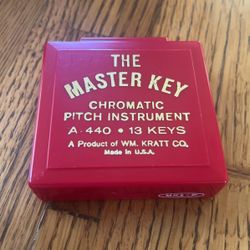 THE
MASTER KEY
CHROMATIC
PITCH INSTRUMENT
A-440 • 13 KEYS
A Product of WM. KRATT CO.
Made in U.S.A.